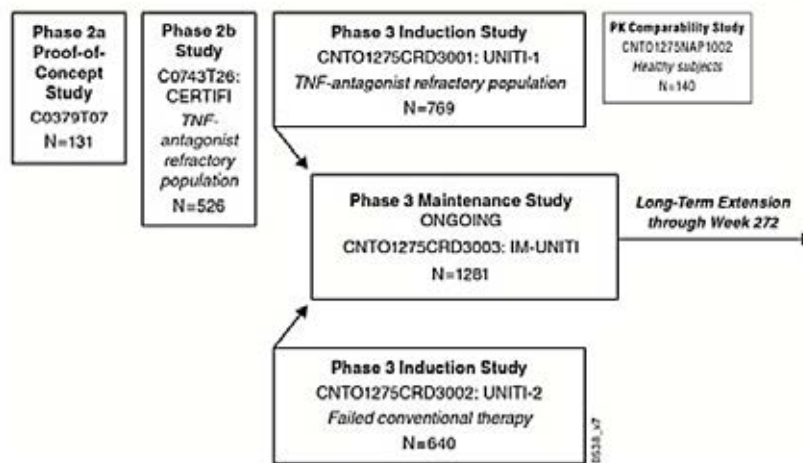 Phase 2a
Proof-of-
Concept
Study
C0379T07
N=131
Phase 2b
Study
C0743T26:
CERTIFI
TNF-
antagonist
refractory
population
N=526
Phase 3 Induction Study
CNTO1275CRD3001: UNITI-1
TNF-antagonist refractory population
N=769
PK Comparability Study
CNTO1275NAP1002
Healthy subjects
N=140
Phase 3 Maintenance Study
ONGOING
CNTO1275CRD3003: IM-UNITI
N=1281
Long-Term Extension
through Week 272
Phase 3 Induction Study
CNTO1275CRD3002: UNITI-2
Failed conventional therapy
N=640
0538_v7